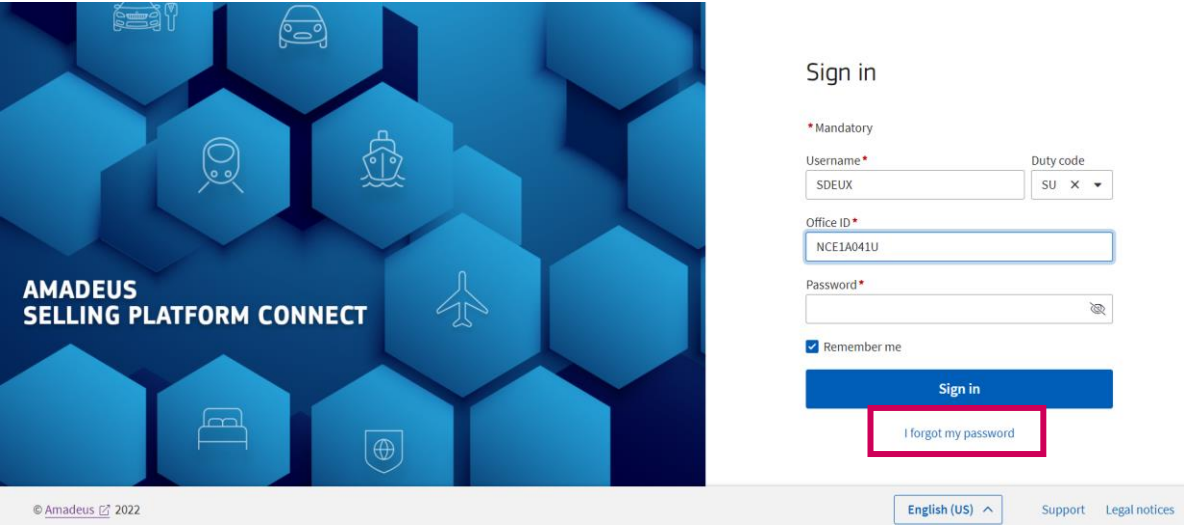 AMADEUS
SELLING PLATFORM CONNECT
Sign in
*Mandatory
Username* Duty code
SDEUX SU
Office ID*
NCE1A041U
Password*
Remember me
Sign in
I forgot my password
© Amadeus 2022 English (US) Support Legal notices